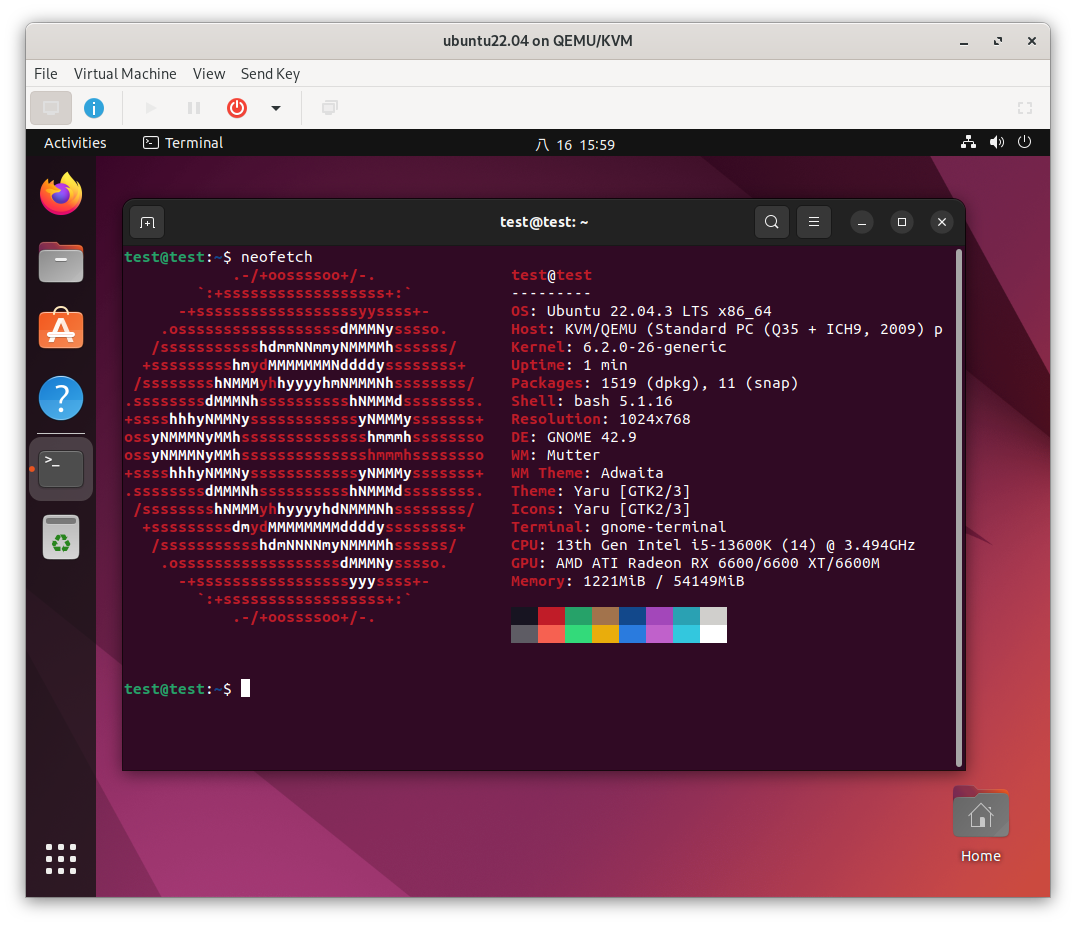 ubuntu22.04 on QEMU/KVM
File Virtual Machine View Send Key
Activities Terminal 八 16 15:59
test@test: ~
test@test:~$ neofetch
.-/+oossssoo+/-. test@test
`:+ssssssssssssssssss+:` ---------
-+ssssssssssssssssssyyssss+- OS: Ubuntu 22.04.3 LTS x86_64
.ossssssssssssssssssdMMMNysssso. Host: KVM/QEMU (Standard PC (Q35 + ICH9, 2009) p
/ssssssssssshdmmNNmmyNMMMMhssssss/ Kernel: 6.2.0-26-generic
+ssssssssshmydMMMMMMMNddddyssssssss+ Uptime: 1 min
/sssssssshNMMMyhhyyyyhmNMMMNhssssssss/ Packages: 1519 (dpkg), 11 (snap)
.ssssssssdMMMNhsssssssssshNMMMdssssssss. Shell: bash 5.1.16
+sssshhhyNMMNyssssssssssssyNMMMysssssss+ Resolution: 1024x768
ossyNMMMNyMMhsssssssssssssshmmmhssssssso DE: GNOME 42.9
ossyNMMMNyMMhsssssssssssssshmmmhssssssso WM: Mutter
+sssshhhyNMMNyssssssssssssyNMMMysssssss+ WM Theme: Adwaita
.ssssssssdMMMNhsssssssssshNMMMdssssssss. Theme: Yaru [GTK2/3]
/sssssssshNMMMyhhyyyyhdNMMMNhssssssss/ Icons: Yaru [GTK2/3]
+sssssssssdmydMMMMMMMMddddyssssssss+ Terminal: gnome-terminal
/ssssssssssshdmNNNNmyNMMMMhssssss/ CPU: 13th Gen Intel i5-13600K (14) @ 3.494GHz
.ossssssssssssssssssdMMMNysssso. GPU: AMD ATI Radeon RX 6600/6600 XT/6600M
-+sssssssssssssssssyyyssss+- Memory: 1221MiB / 54149MiB
`:+ssssssssssssssssss+:`
.-/+oossssoo+/-.
test@test:~$
Home